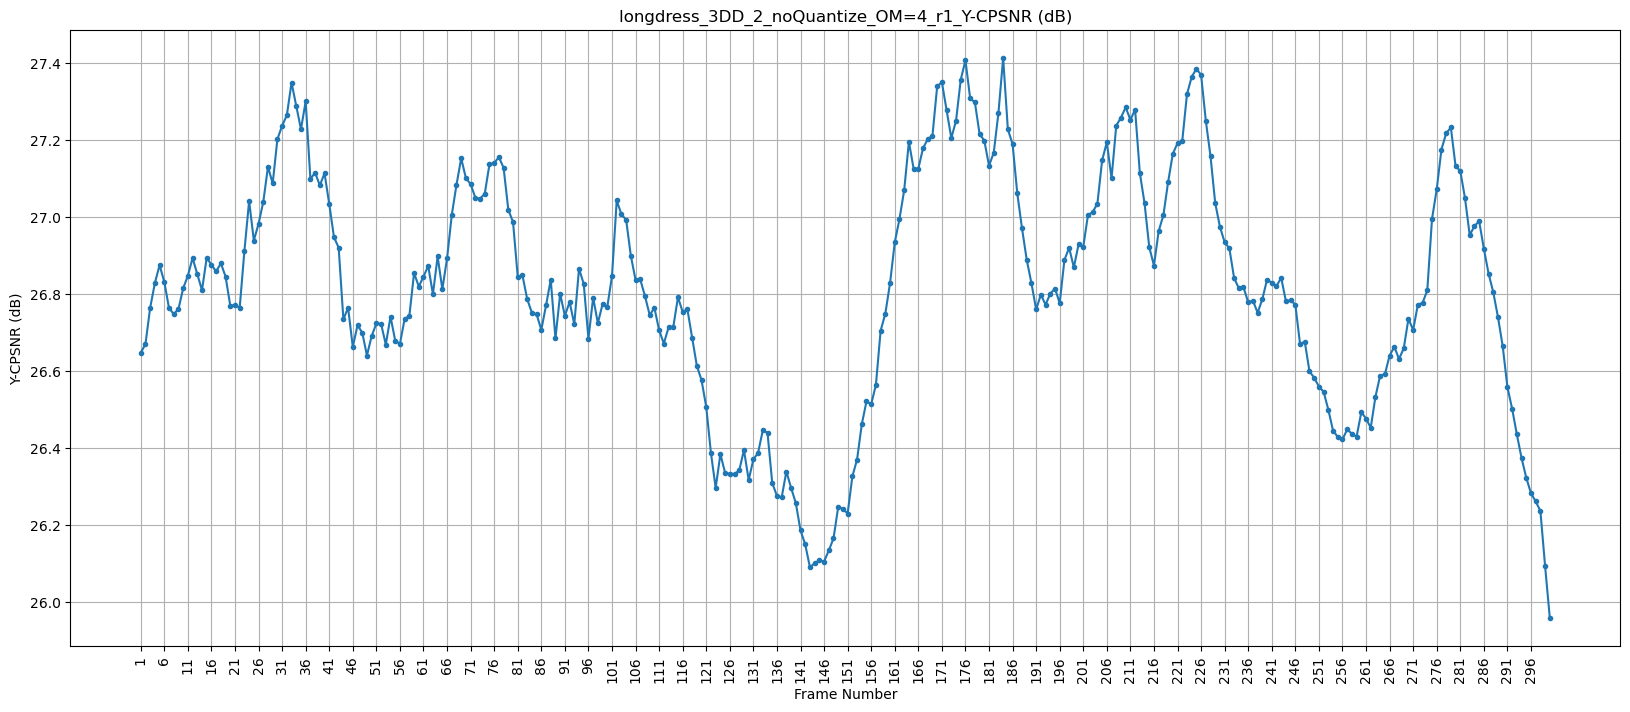 longdress_3DD_2_noQuantize_OM=4_r1_Y-CPSNR (dB)
Y-CPSNR (dB)
27.4
27.2
27.0
26.8
26.6
26.4
26.2
26.0
1 6 11 16 21 26 31 36 41 46 51 56 61 66 71 76 81 86 91 96 101 106 111 116 121 126 131 136 141 146 151 156 161 166 171 176 181 186 191 196 201 206 211 216 221 226 231 236 241 246 251 256 261 266 271 276 281 286 291 296
Frame Number